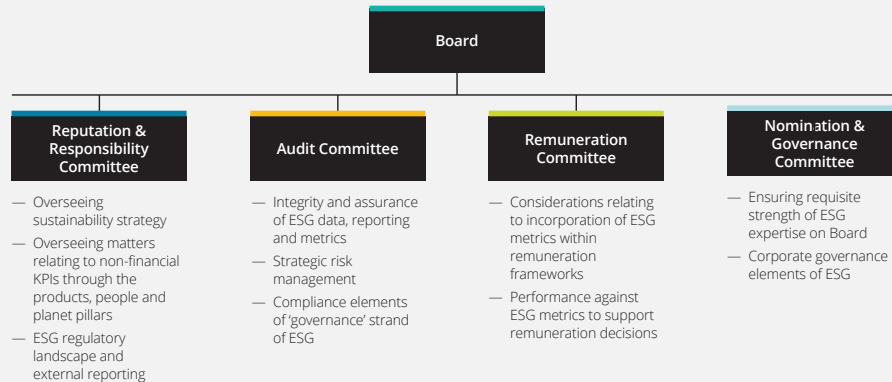 Board
Reputation &
Responsibility
Committee
— Overseeing
sustainability strategy
— Overseeing matters
relating to non-financial
KPIs through the
products, people and
planet pillars
— ESG regulatory
landscape and
external reporting
Audit Committee
— Integrity and assurance
of ESG data, reporting
and metrics
— Strategic risk
management
— Compliance elements
of ‘governance’ strand
of ESG
Remuneration
Committee
— Considerations relating
to incorporation of ESG
metrics within
remuneration
frameworks
— Performance against
ESG metrics to support
remuneration decisions
Nomination &
Governance
Committee
— Ensuring requisite
strength of ESG
expertise on Board
— Corporate governance
elements of ESG